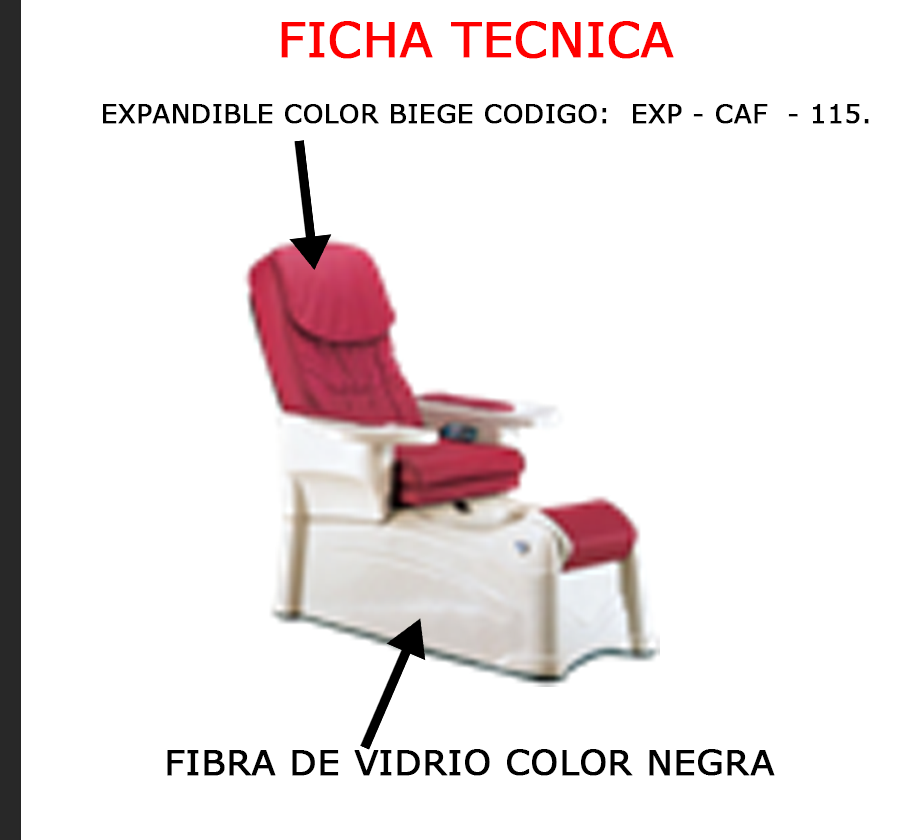 FICHA TECNICA
EXPANDIBLE COLOR BIEGE CODIGO: EXP - CAF - 115.
FIBRA DE VIDRIO COLOR NEGRA